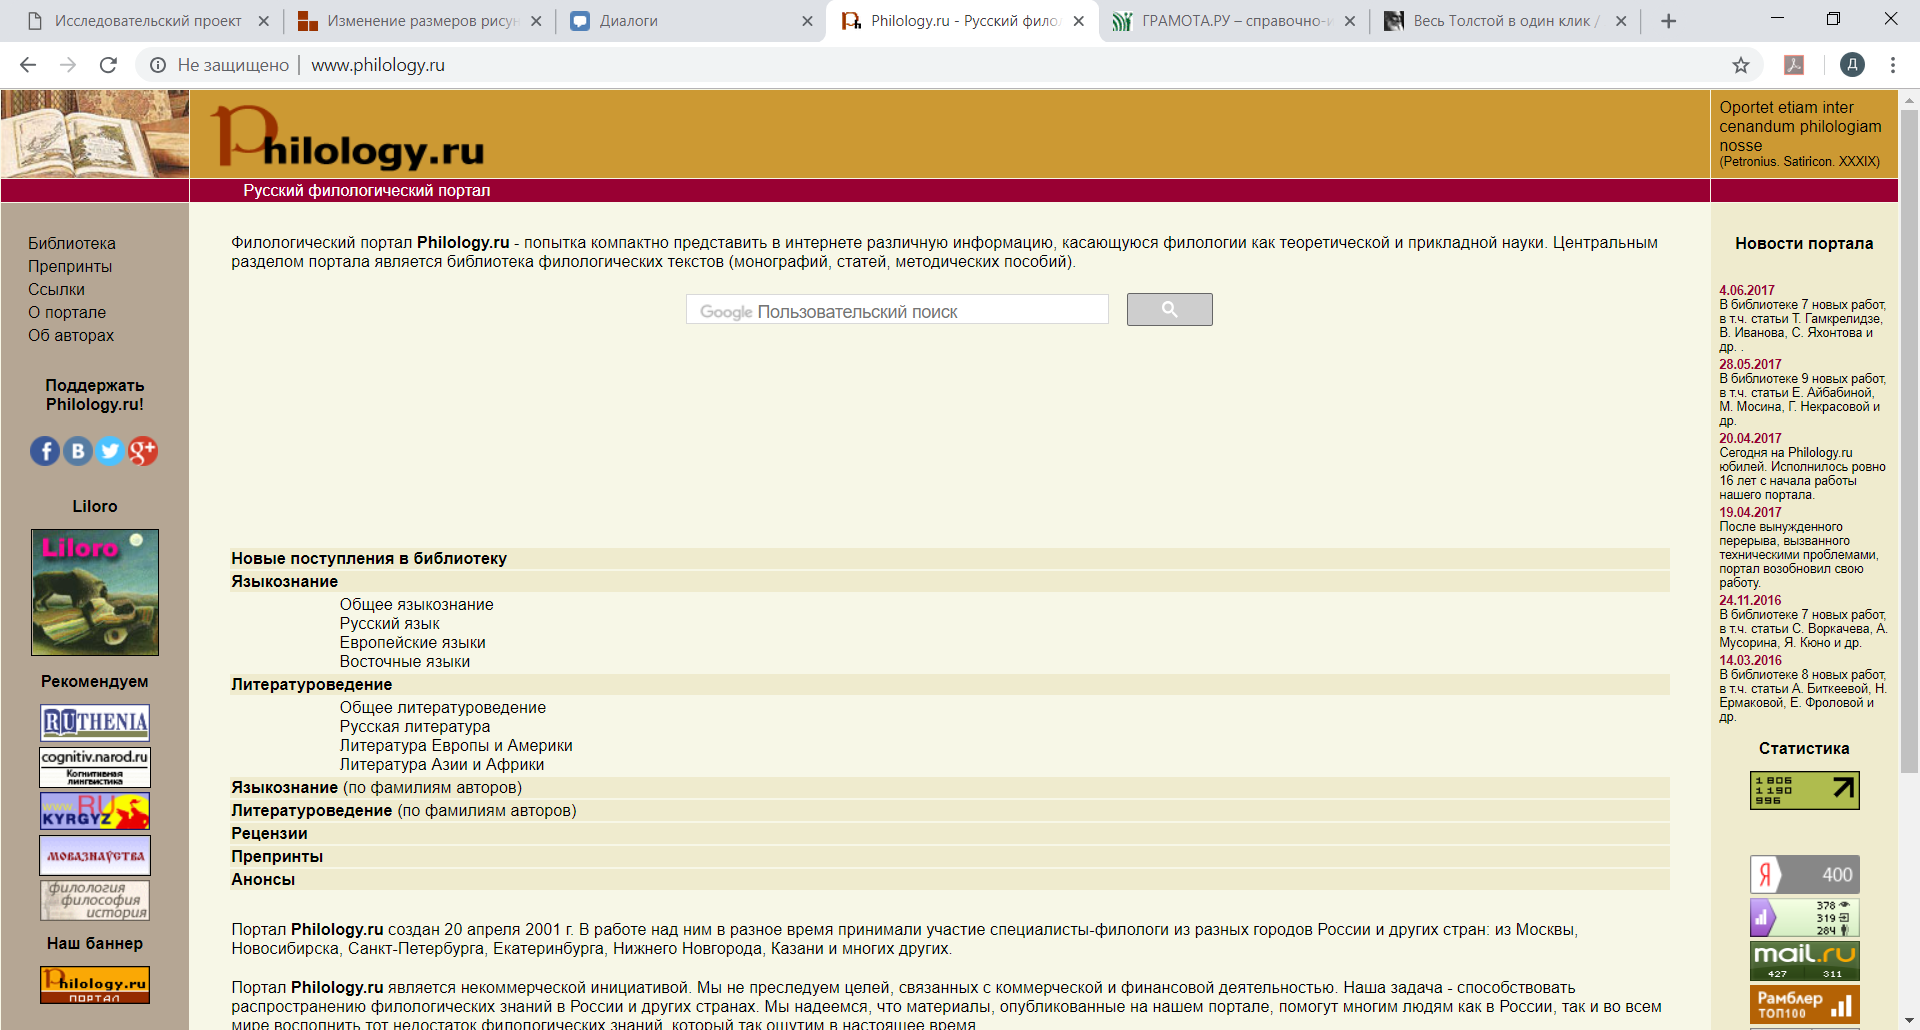 Исследовательский проект
Изменение размеров рисун
Диалоги
Philology.ru - Русский фило
ГРАМОТА.РУ – справочно-и
Весь Толстой в один клик /
Не защищено
www.philology.ru
Д
Philology.ru
Oportet etiam inter
cenandum philologiam
nosse
(Petronius. Satiricon. XXXIX)
Русский филологический портал
Библиотека
Препринты
Ссылки
О портале
Об авторах
Поддержать
Philology.ru!
Liloro
Liloro
Рекомендуем
RUTHENIA
cognitiv.narod.ru
Когнитивная
лингвистика
www.RU
KYRGYZ
МОВАЗНАЎСТВА
филология
философия
история
Наш баннер
Philology.ru
ПОРТАЛ
Филологический портал Philology.ru - попытка компактно представить в интернете различную информацию, касающуюся филологии как теоретической и прикладной науки. Центральным
разделом портала является библиотека филологических текстов (монографий, статей, методических пособий).
Google Пользовательский поиск
Новые поступления в библиотеку
Языкознание
Общее языкознание
Русский язык
Европейские языки
Восточные языки
Литературоведение
Общее литературоведение
Русская литература
Литература Европы и Америки
Литература Азии и Африки
Языкознание (по фамилиям авторов)
Литературоведение (по фамилиям авторов)
Рецензии
Препринты
Анонсы
Портал Philology.ru создан 20 апреля 2001 г. В работе над ним в разное время принимали участие специалисты-филологи из разных городов России и других стран: из Москвы,
Новосибирска, Санкт-Петербурга, Екатеринбурга, Нижнего Новгорода, Казани и многих других.
Портал Philology.ru является некоммерческой инициативой. Мы не преследуем целей, связанных с коммерческой и финансовой деятельностью. Наша задача - способствовать
распространению филологических знаний в России и других странах. Мы надеемся, что материалы, опубликованные на нашем портале, помогут многим людям как в России, так и во всем
мире восполнить тот недостаток филологических знаний, который так ощутим в настоящее время.
Новости портала
4.06.2017
В библиотеке 7 новых работ,
в т.ч. статьи Т. Гамкрелидзе,
В. Иванова, С. Яхонтова и
др. .
28.05.2017
В библиотеке 9 новых работ,
в т.ч. статьи Е. Айбабиной,
М. Мосина, Г. Некрасовой и
др.
20.04.2017
Сегодня на Philology.ru
юбилей. Исполнилось ровно
16 лет с начала работы
нашего портала.
19.04.2017
После вынужденного
перерыва, вызванного
техническими проблемами,
портал возобновил свою
работу.
24.11.2016
В библиотеке 7 новых работ,
в т.ч. статьи С. Воркачева, А.
Мусорина, Я. Кюно и др.
14.03.2016
В библиотеке 8 новых работ,
в т.ч. статьи А. Биткеевой, Н.
Ермаковой, Е. Фроловой и
др.
Статистика
1 806
1 190
996
Я 400
378
319
284
mail.ru
427 311
Рамблер
ТОП100